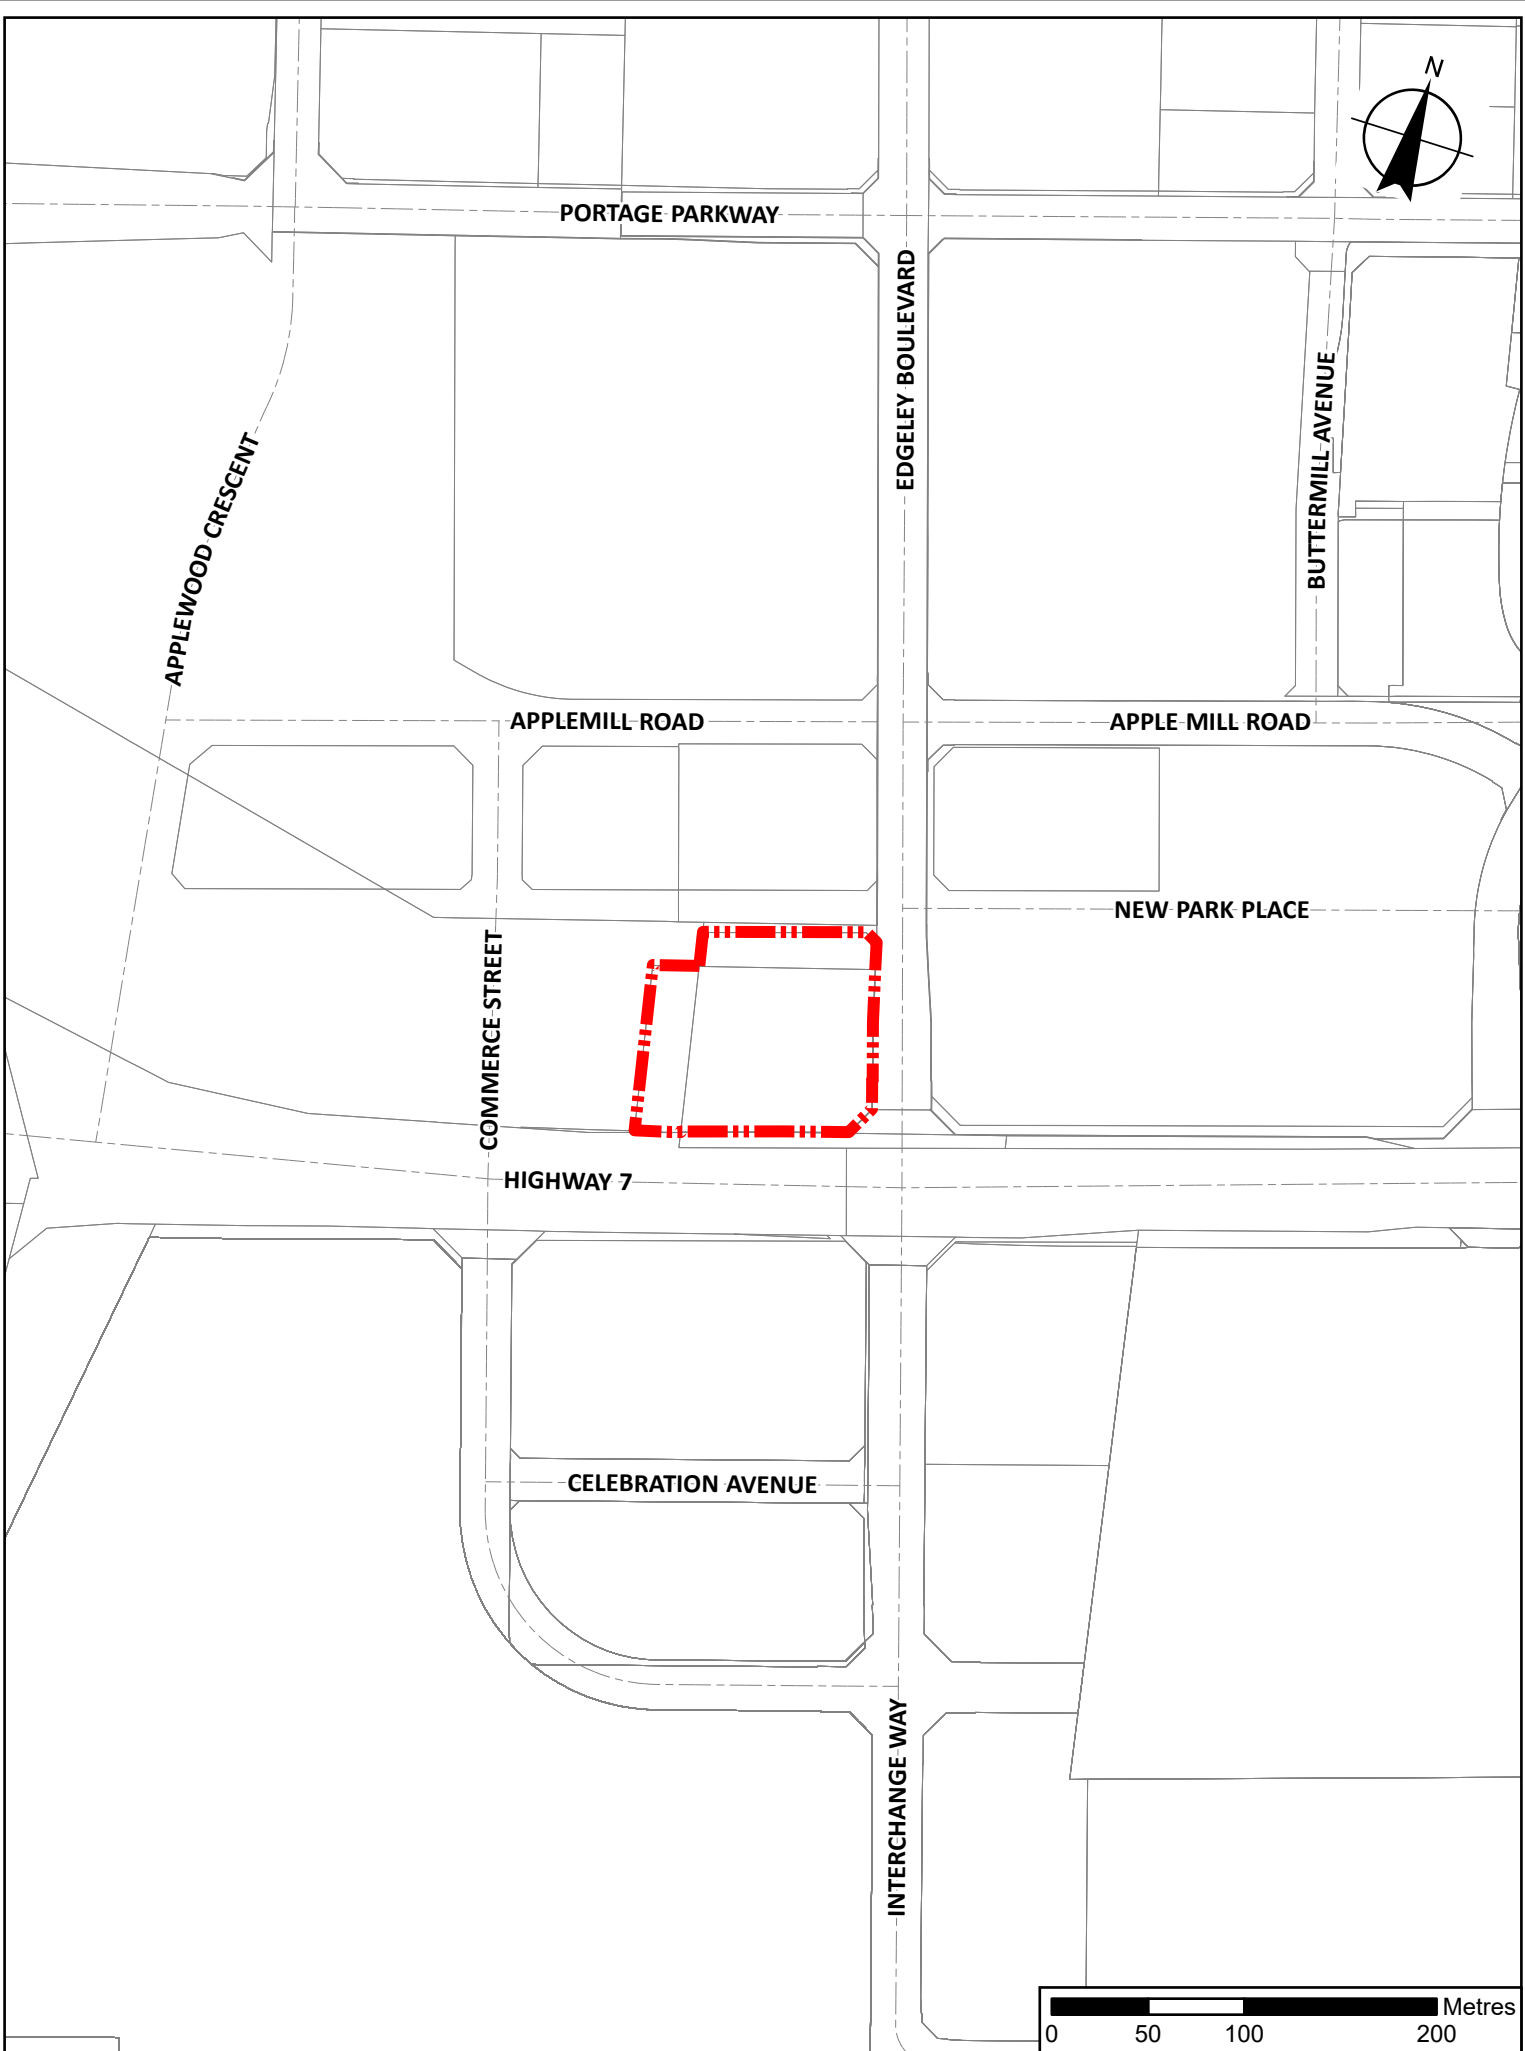 N
PORTAGE PARKWAY
EDGELEY BOULEVARD
BUTTERMILL AVENUE
APPLEWOOD CRESCENT
APPLEMILL ROAD
APPLE MILL ROAD
NEW PARK PLACE
COMMERCE STREET
HIGHWAY 7
CELEBRATION AVENUE
INTERCHANGE WAY
Metres
0 50 100 200